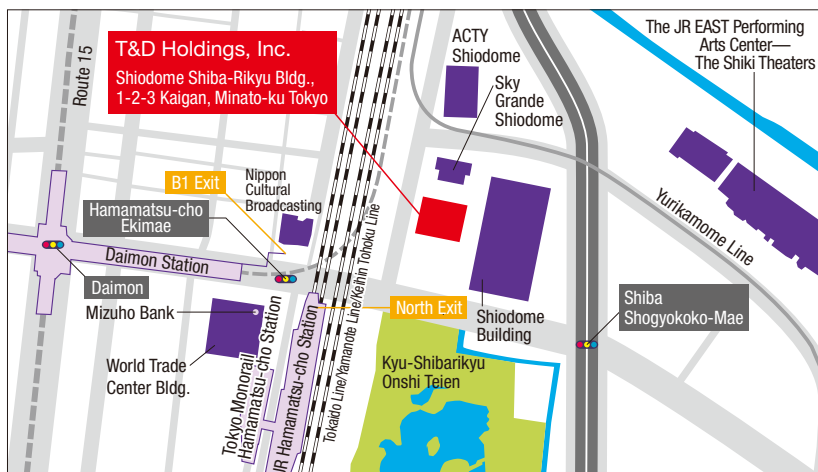 T&D Holdings, Inc.
Shiodome Shiba-Rikyu Bldg.,
1-2-3 Kaigan, Minato-ku Tokyo
Route 15
ACTY
Shiodome
Sky
Grande
Shiodome
The JR EAST Performing
Arts Center—
The Shiki Theaters
B1 Exit
Nippon
Cultural
Broadcasting
Hamamatsu-cho
Ekimae
Daimon Station
Daimon
Mizuho Bank
World Trade
Center Bldg.
Tokyo Monorail
Hamamatsu-cho Station
JR Hamamatsu-cho Station
Tokaido Line/Yamanote Line/Keihin Tohoku Line
North Exit
Kyu-Shibarikyu
Onshi Teien
Shiodome
Building
Shiba
Shogyokoko-Mae
Yurikamome Line